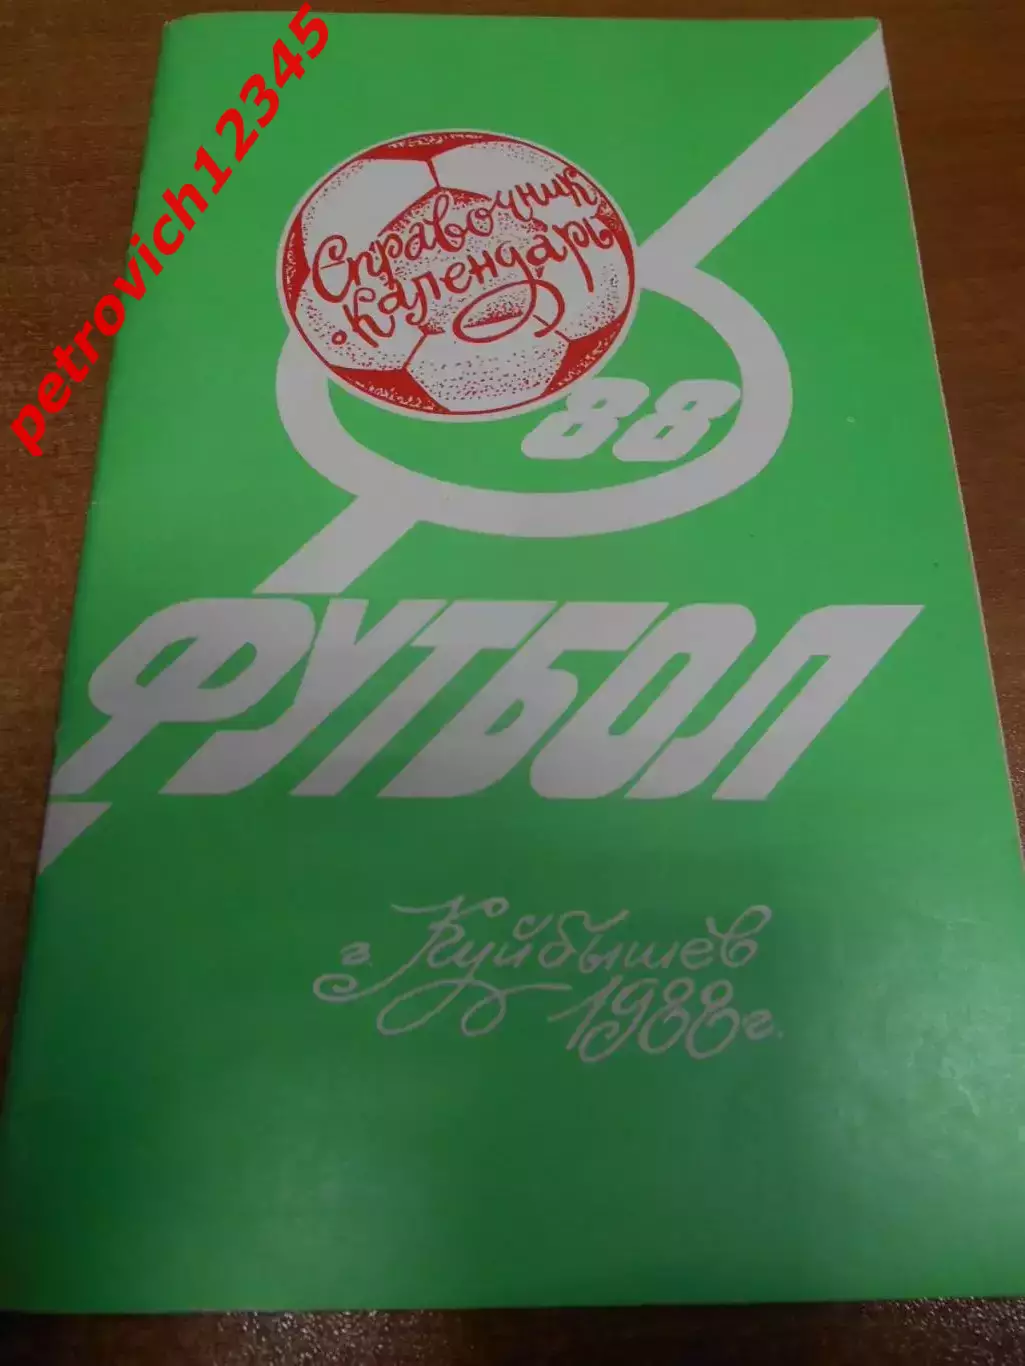 petrovich12345
Справочник
календарь
88
ФУТБОЛ
г. Куйбышев
1988 г.